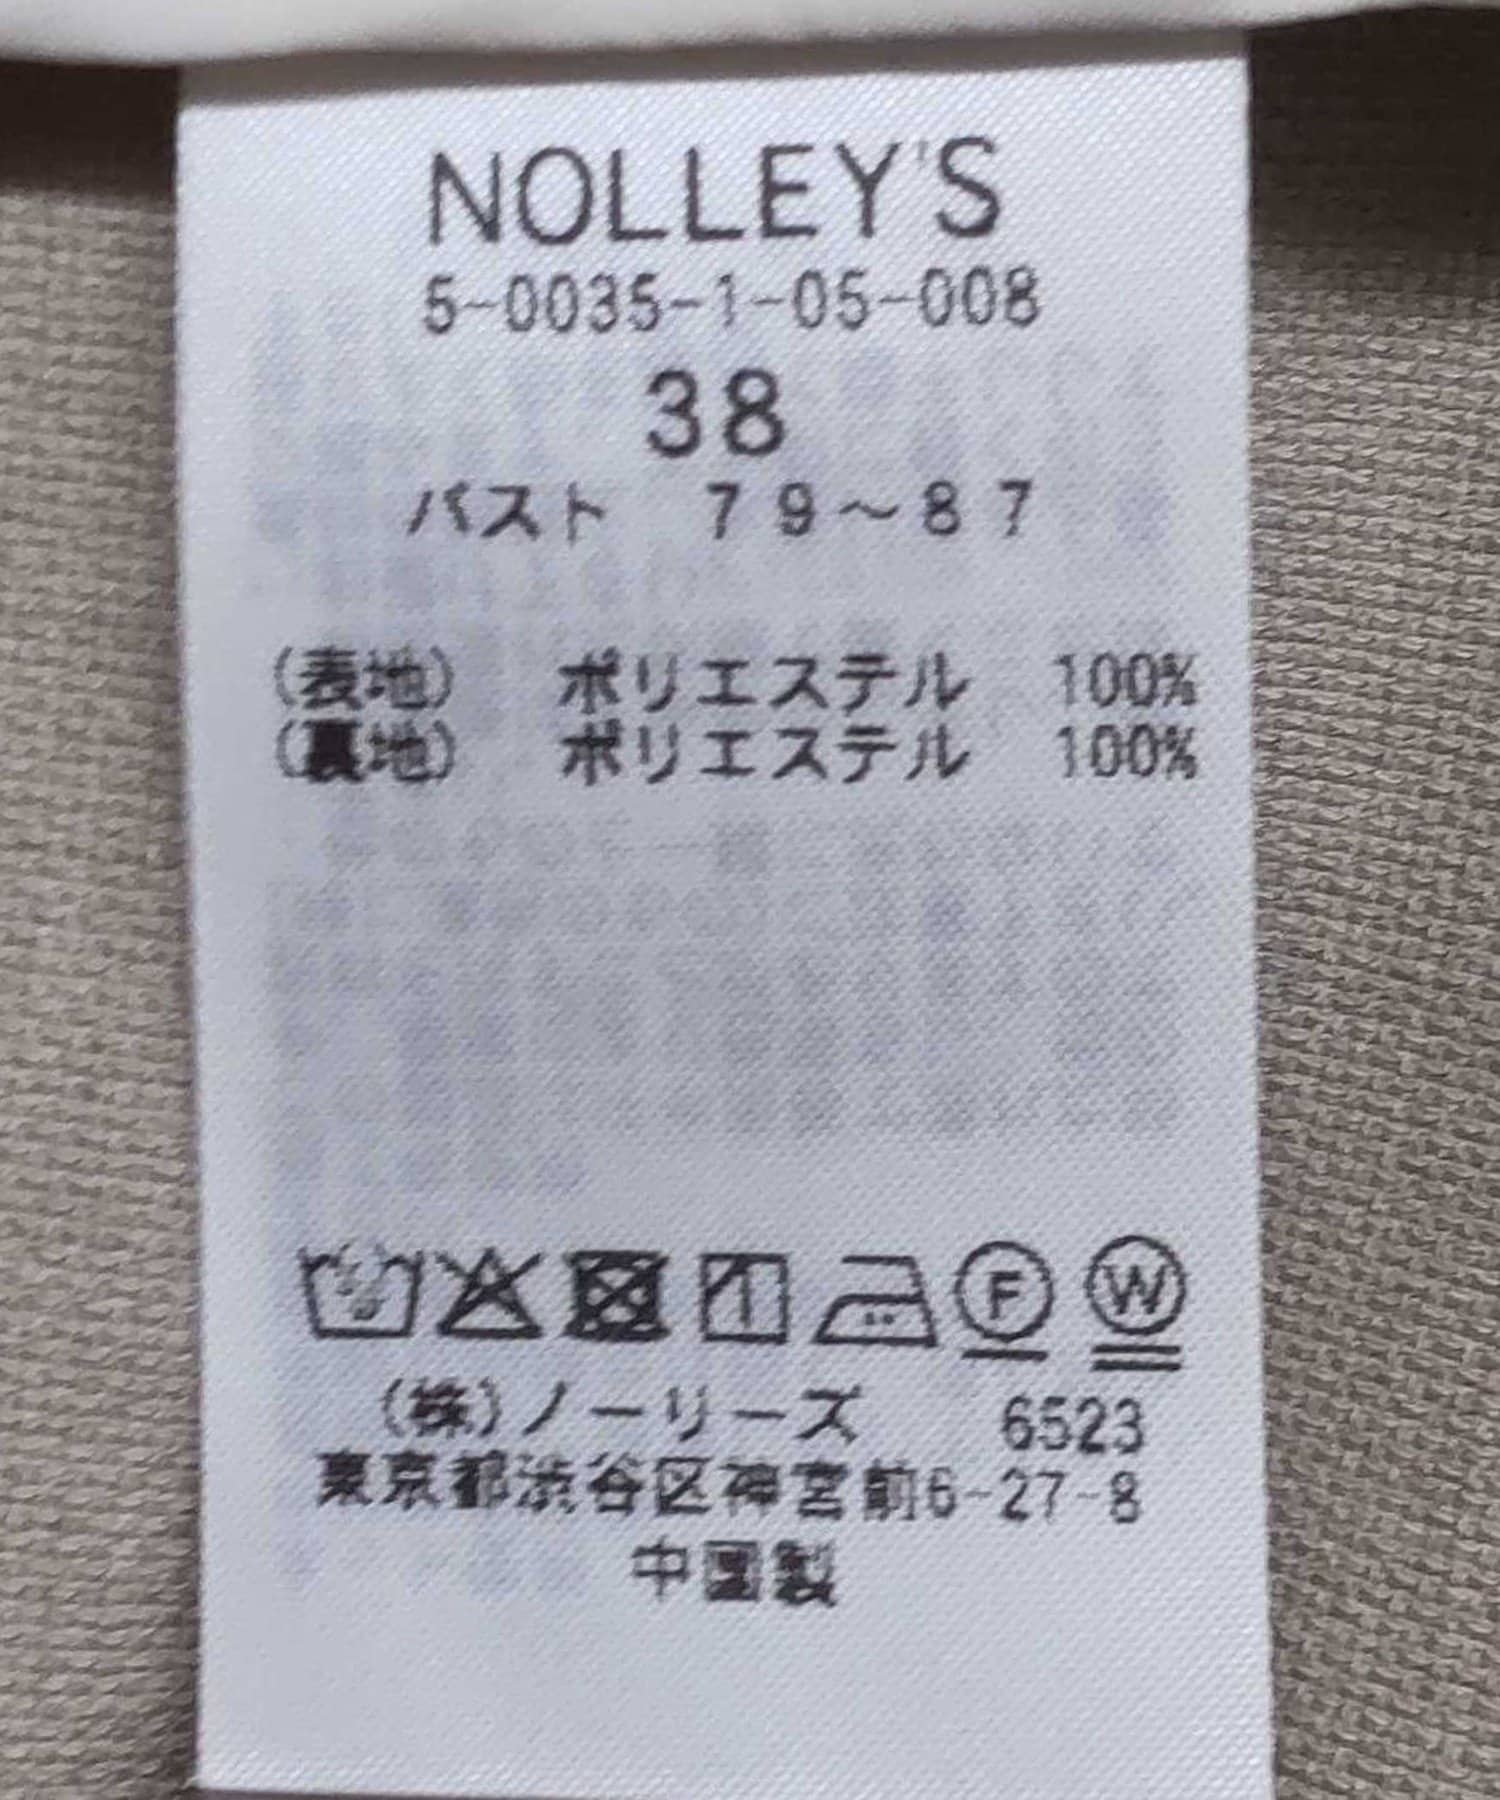 NOLLEY'S
5-0035-1-05-008
38
バスト 79~87
(表地) ポリエステル 100%
(裏地) ポリエステル 100%
F W
(株)ノーリーズ 6523
東京都渋谷区神宮前6-27-8
中国製